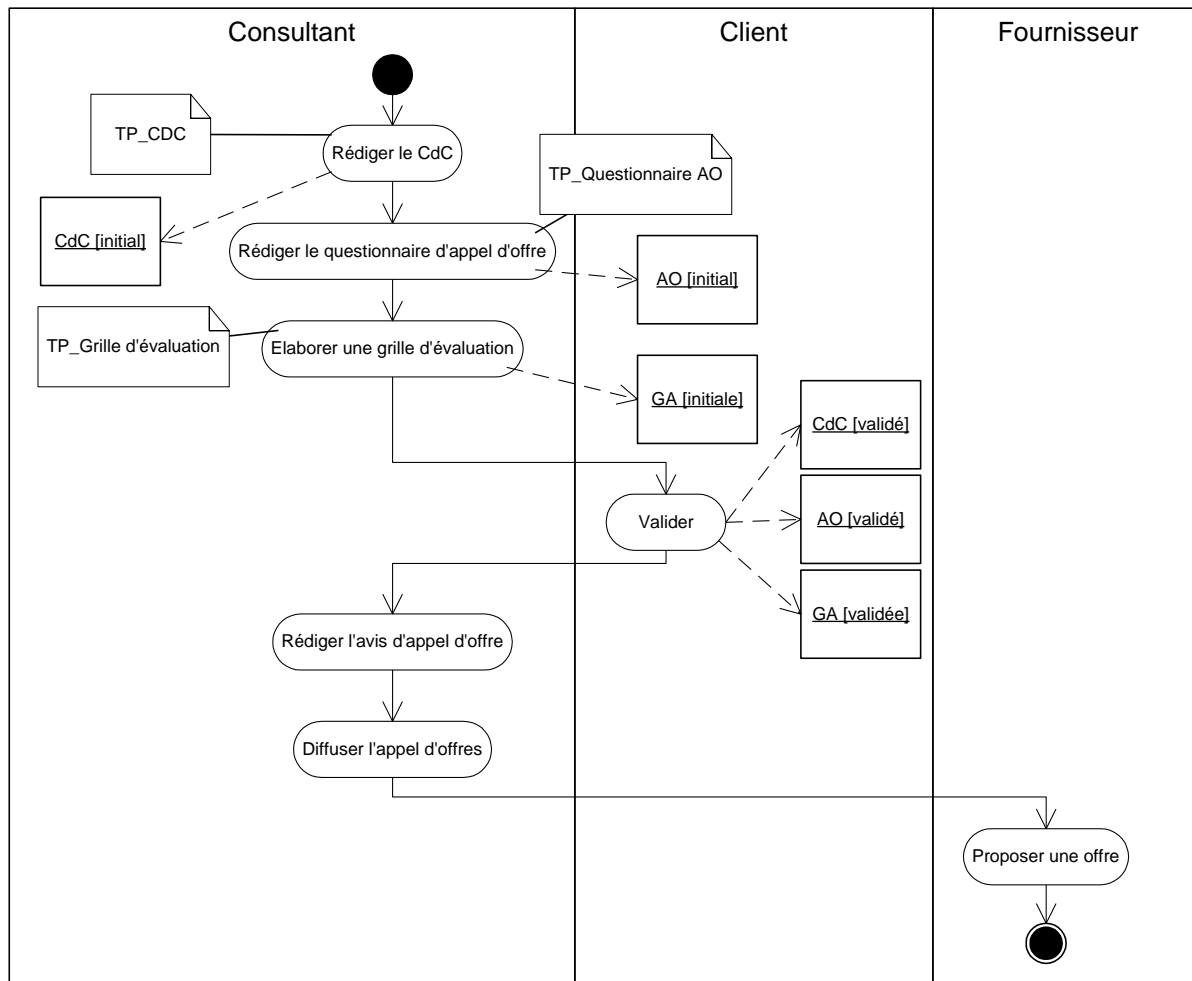 Consultant
Client
Fournisseur
TP_CDC
Rédiger le CdC
TP_Questionnaire AO
CdC [initial]
Rédiger le questionnaire d'appel d'offre
AO [initial]
TP_Grille d'évaluation
Elaborer une grille d'évaluation
GA [initiale]
CdC [validé]
Valider
AO [validé]
GA [validée]
Rédiger l'avis d'appel d'offre
Diffuser l'appel d'offres
Proposer une offre